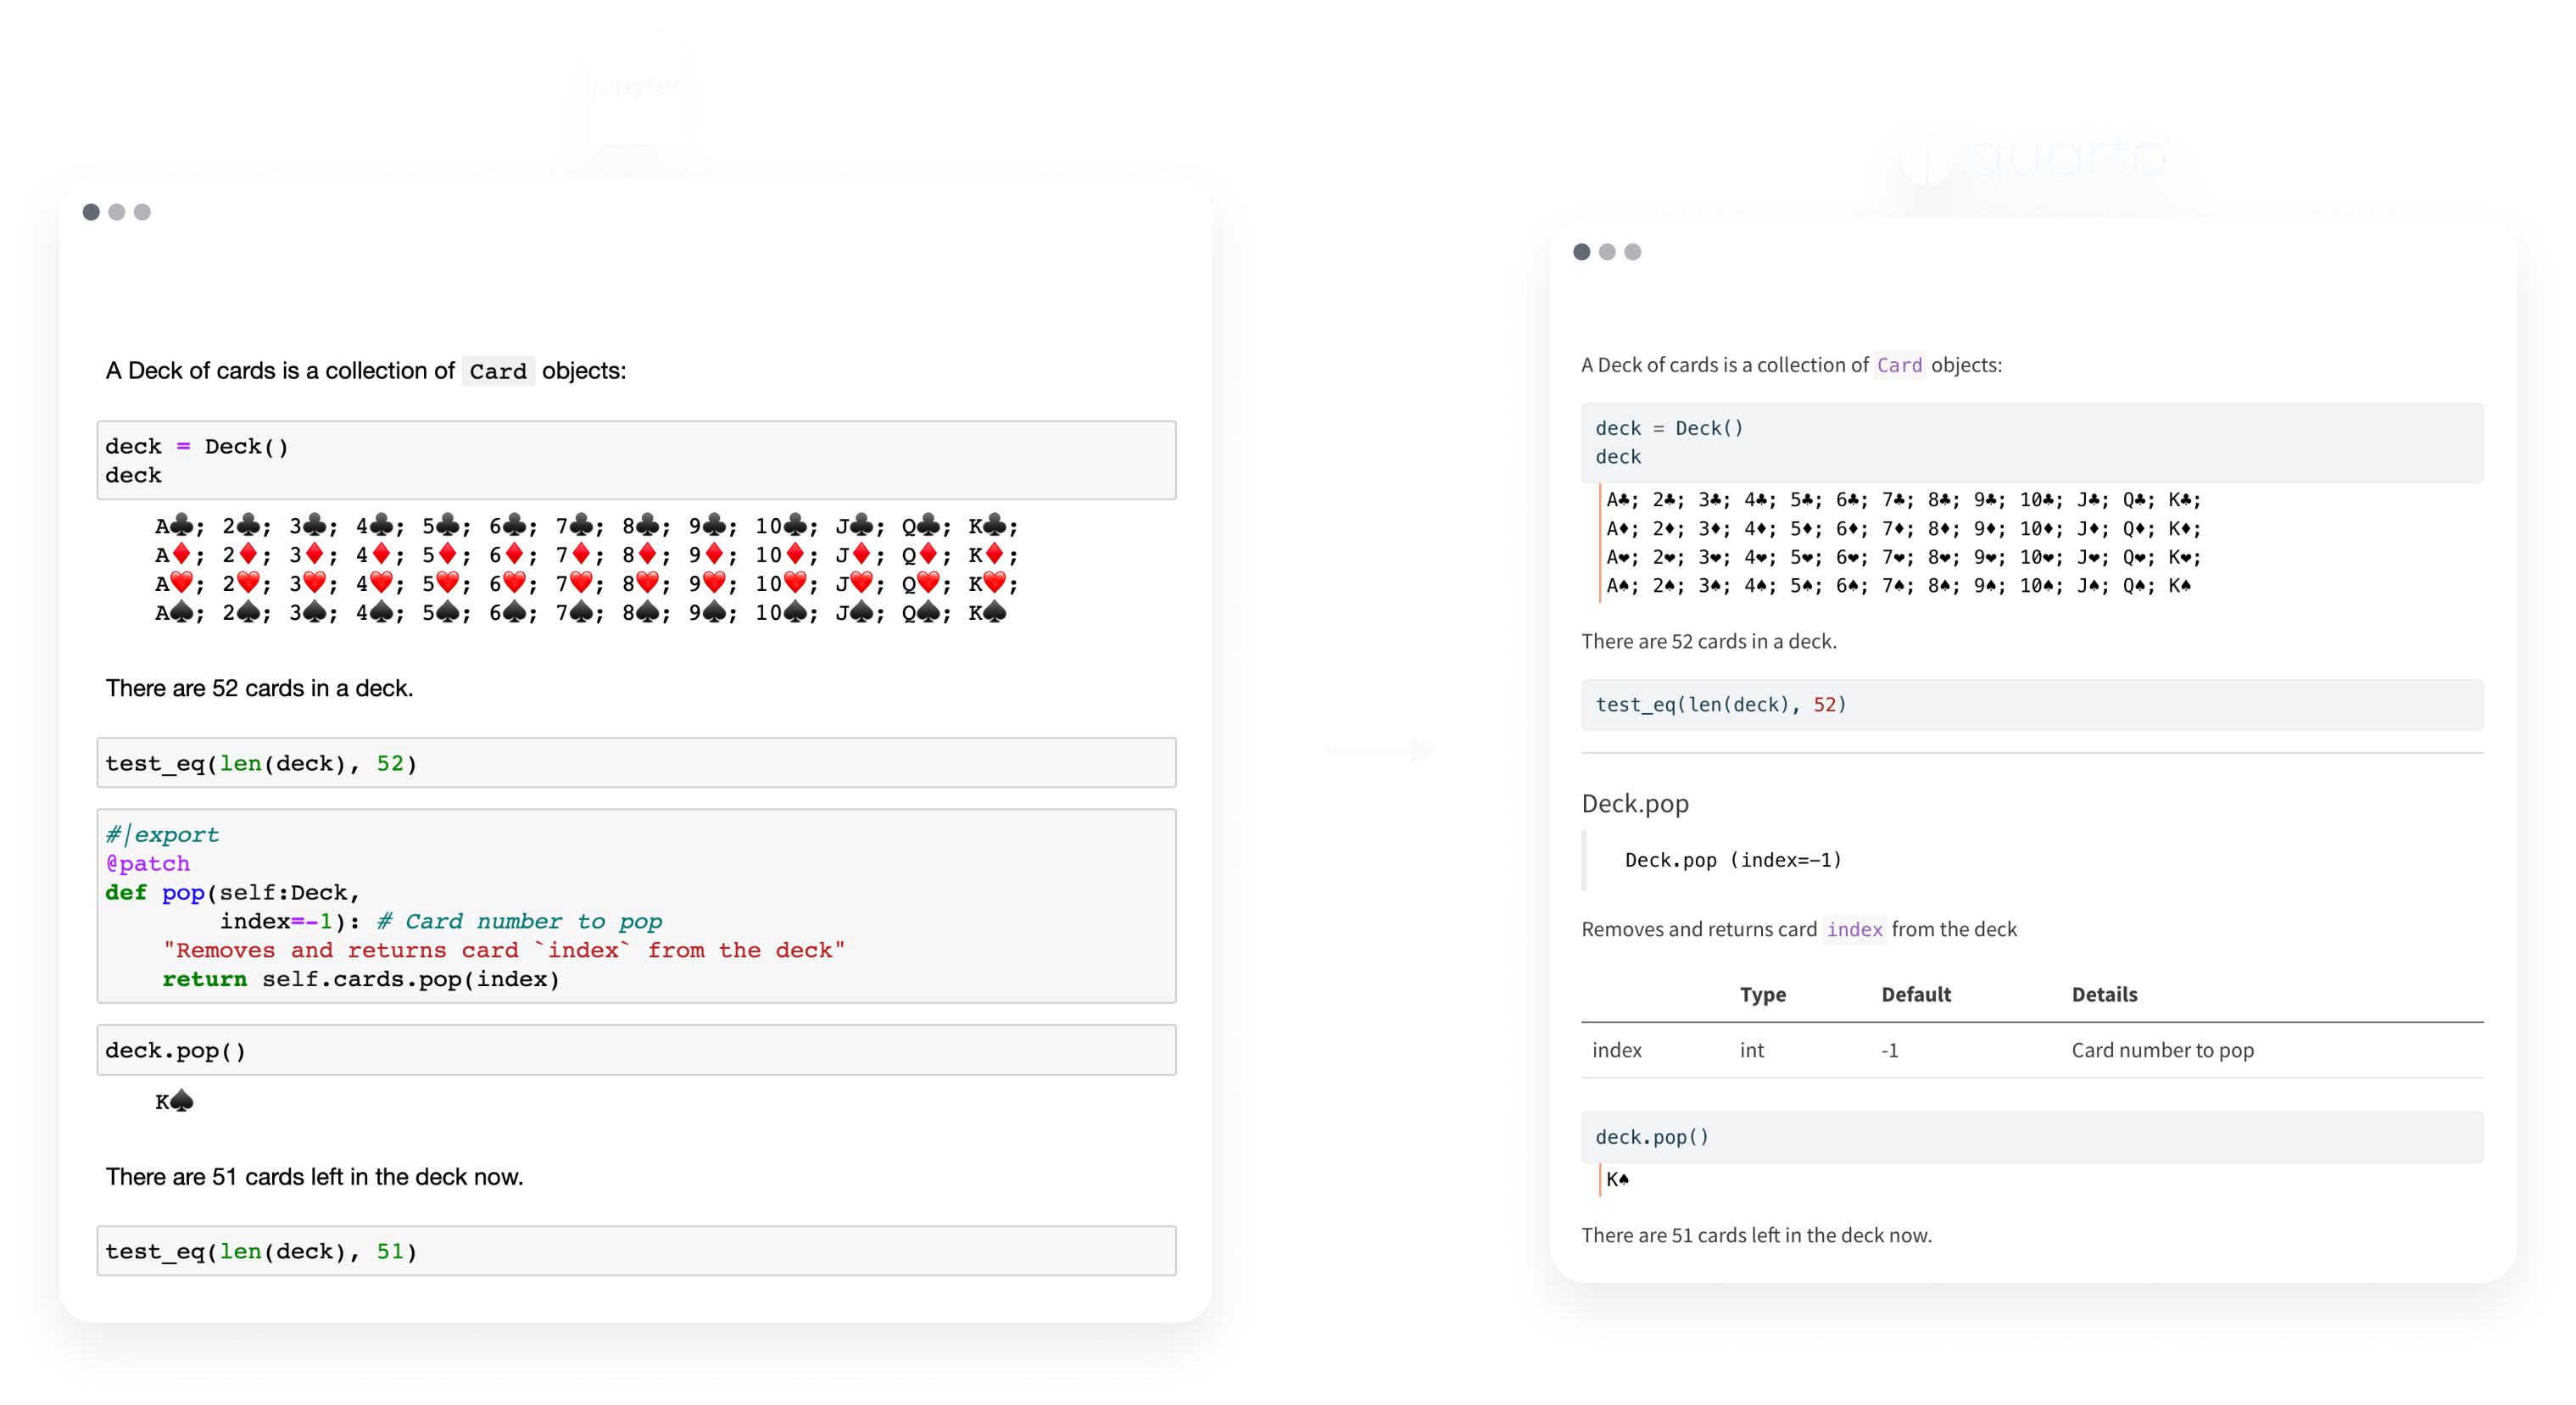 jupyter
A Deck of cards is a collection of Card objects:
deck = Deck()
deck
A♣; 2♣; 3♣; 4♣; 5♣; 6♣; 7♣; 8♣; 9♣; 10♣; J♣; Q♣; K♣;
A♦; 2♦; 3♦; 4♦; 5♦; 6♦; 7♦; 8♦; 9♦; 10♦; J♦; Q♦; K♦;
A♥; 2♥; 3♥; 4♥; 5♥; 6♥; 7♥; 8♥; 9♥; 10♥; J♥; Q♥; K♥;
A♠; 2♠; 3♠; 4♠; 5♠; 6♠; 7♠; 8♠; 9♠; 10♠; J♠; Q♠; K♠
There are 52 cards in a deck.
test_eq(len(deck), 52)
#|export
@patch
def pop(self:Deck,
        index=-1): # Card number to pop
    "Removes and returns card `index` from the deck"
    return self.cards.pop(index)
deck.pop()
K♠
There are 51 cards left in the deck now.
test_eq(len(deck), 51)
quarto
A Deck of cards is a collection of Card objects:
deck = Deck()
deck
A♣; 2♣; 3♣; 4♣; 5♣; 6♣; 7♣; 8♣; 9♣; 10♣; J♣; Q♣; K♣;
A♦; 2♦; 3♦; 4♦; 5♦; 6♦; 7♦; 8♦; 9♦; 10♦; J♦; Q♦; K♦;
A♥; 2♥; 3♥; 4♥; 5♥; 6♥; 7♥; 8♥; 9♥; 10♥; J♥; Q♥; K♥;
A♠; 2♠; 3♠; 4♠; 5♠; 6♠; 7♠; 8♠; 9♠; 10♠; J♠; Q♠; K♠
There are 52 cards in a deck.
test_eq(len(deck), 52)
Deck.pop
Deck.pop (index=-1)
Removes and returns card index from the deck
Type Default Details
index int -1 Card number to pop
deck.pop()
K♠
There are 51 cards left in the deck now.